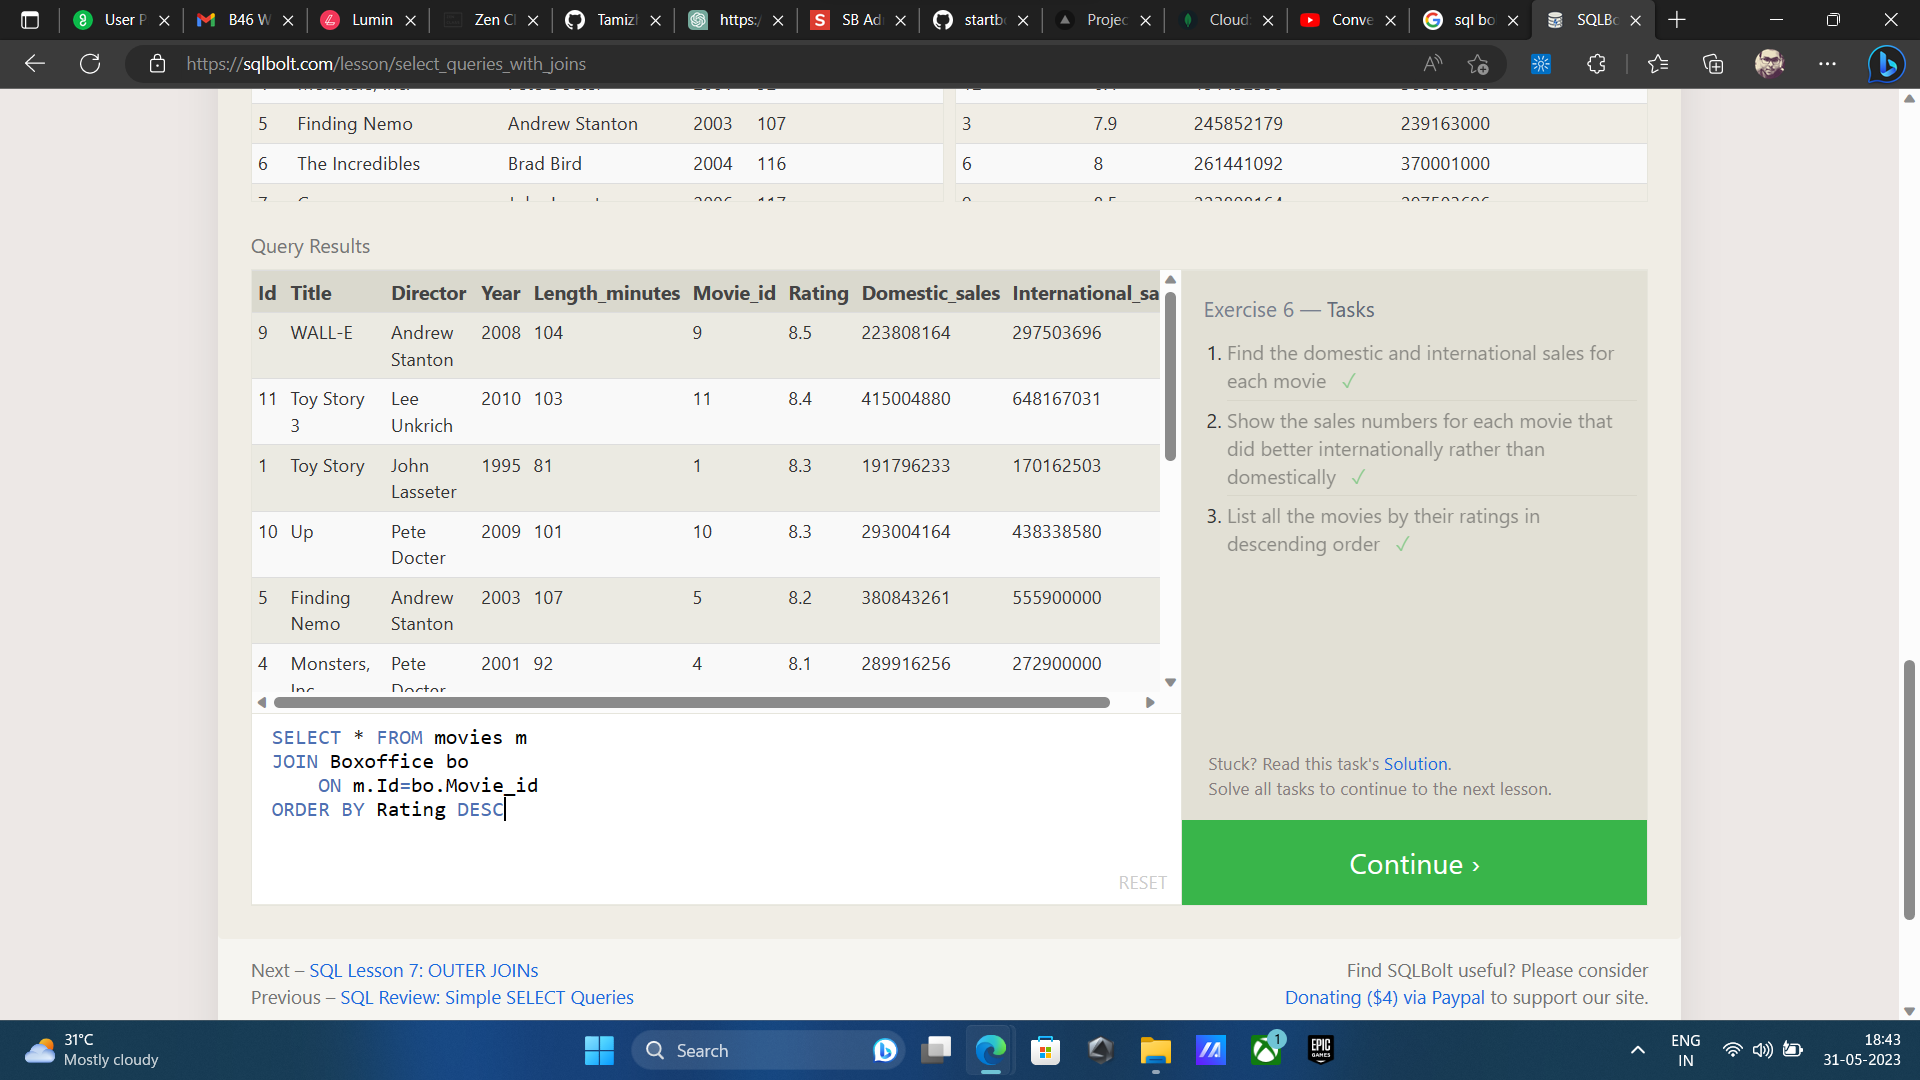 User P
B46 W
Lumin
Zen Cl
Tamizh
https:/
SB Adr
startb
Projec
Cloud:
Conve
sql bo
SQLBo
https://sqlbolt.com/lesson/select_queries_with_joins
5 Finding Nemo Andrew Stanton 2003 107
6 The Incredibles Brad Bird 2004 116
3 7.9 245852179 239163000
6 8 261441092 370001000
Query Results
Id Title Director Year Length_minutes Movie_id Rating Domestic_sales International_sa
9 WALL-E Andrew Stanton 2008 104 9 8.5 223808164 297503696
11 Toy Story 3 Lee Unkrich 2010 103 11 8.4 415004880 648167031
1 Toy Story John Lasseter 1995 81 1 8.3 191796233 170162503
10 Up Pete Docter 2009 101 10 8.3 293004164 438338580
5 Finding Nemo Andrew Stanton 2003 107 5 8.2 380843261 555900000
4 Monsters, Inc. Pete Docter 2001 92 4 8.1 289916256 272900000
SELECT * FROM movies m
JOIN Boxoffice bo
ON m.Id=bo.Movie_id
ORDER BY Rating DESC
RESET
Exercise 6 — Tasks
1. Find the domestic and international sales for
each movie ✓
2. Show the sales numbers for each movie that
did better internationally rather than
domestically ✓
3. List all the movies by their ratings in
descending order ✓
Stuck? Read this task's Solution.
Solve all tasks to continue to the next lesson.
Continue ›
Next – SQL Lesson 7: OUTER JOINs
Previous – SQL Review: Simple SELECT Queries
Find SQLBolt useful? Please consider
Donating ($4) via Paypal to support our site.
31°C
Mostly cloudy
Search
1
EPIC
GAMES
ENG
IN
18:43
31-05-2023